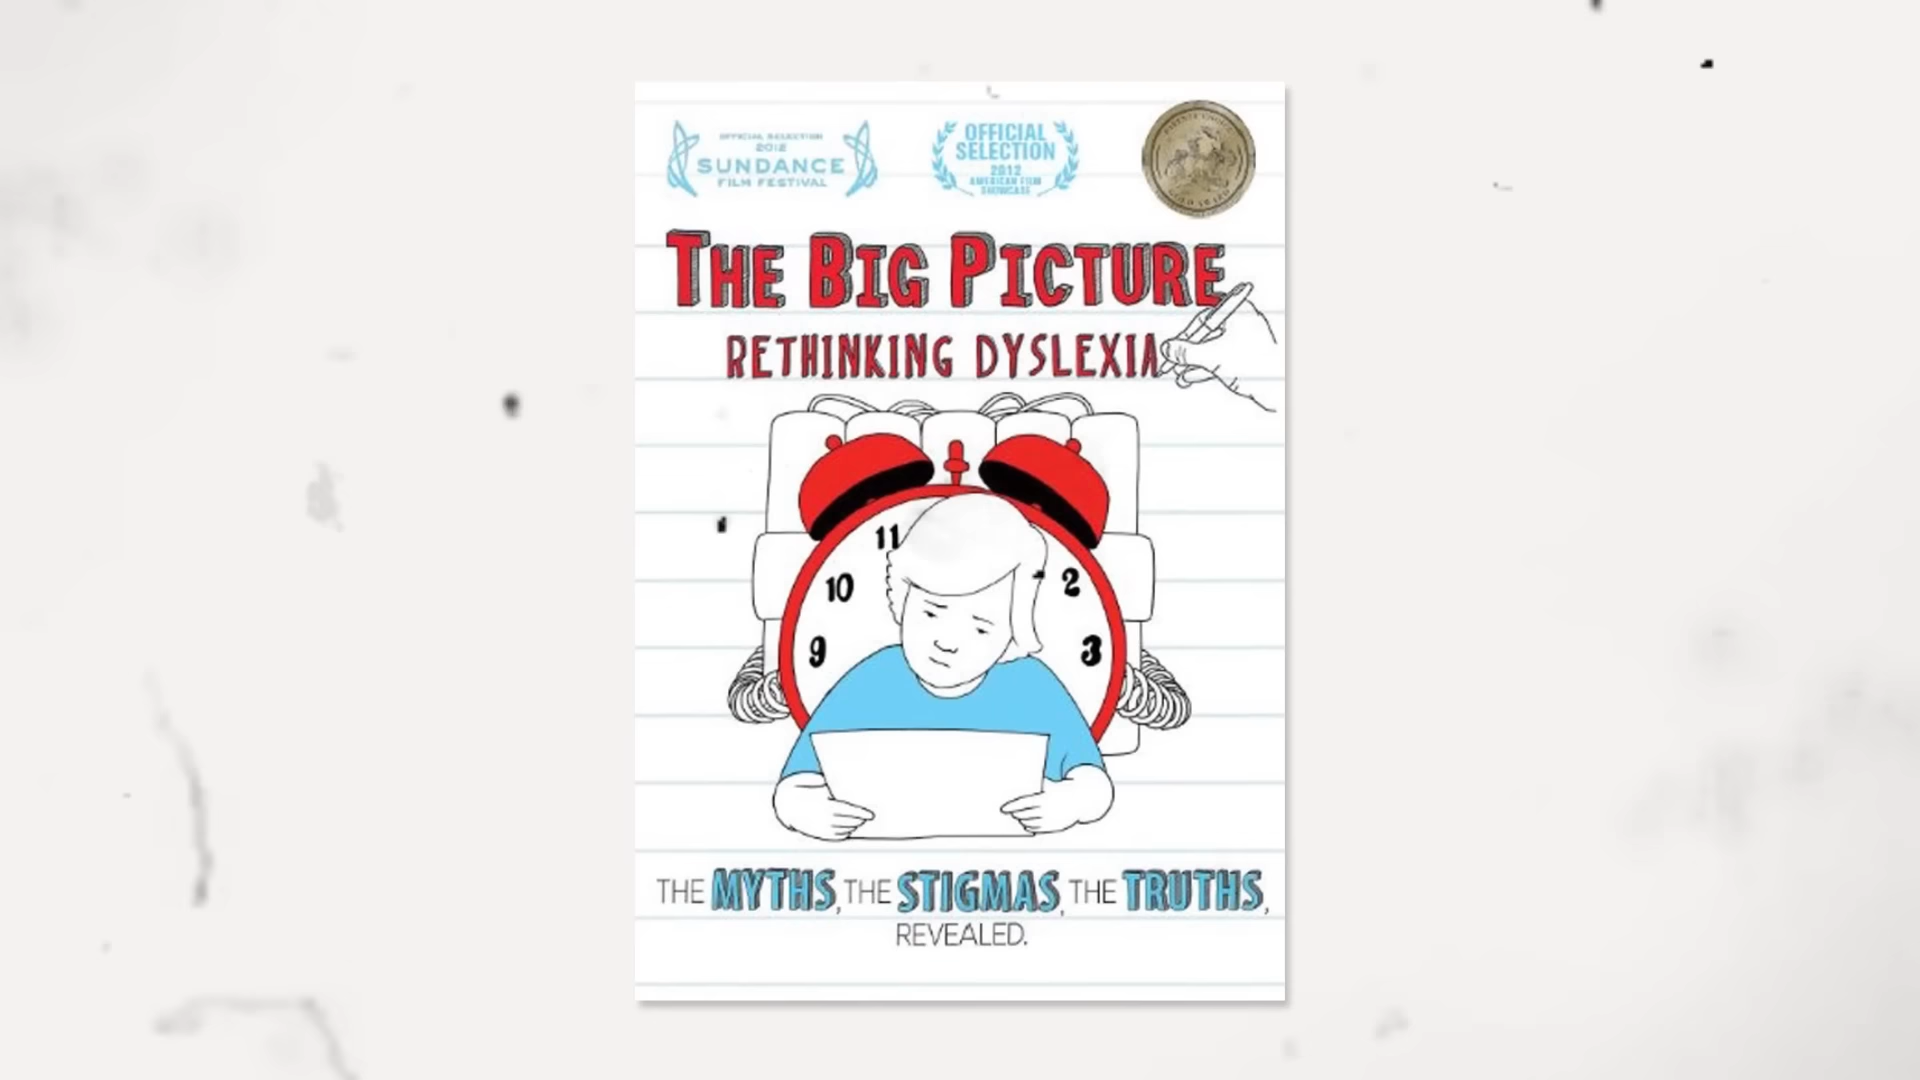 OFFICIAL SELECTION
2012
SUNDANCE
FILM FESTIVAL
OFFICIAL
SELECTION
2012
AMERICAN FILM
SHOWCASE
THE BIG PICTURE
RETHINKING DYSLEXIA
11
10
2
9
3
THE MYTHS, THE STIGMAS, THE TRUTHS,
REVEALED.